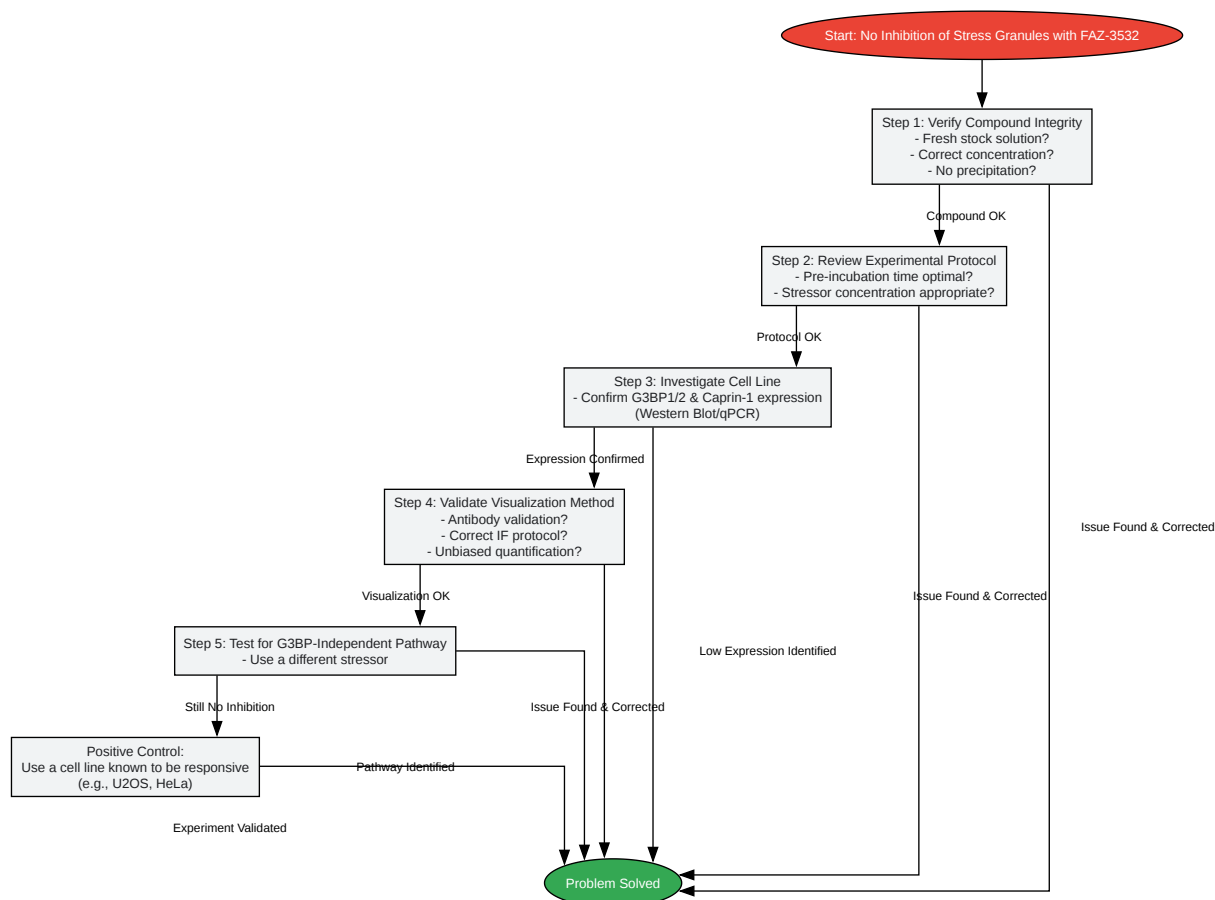 Start: No Inhibition of Stress Granules with FAZ-3532
Step 1: Verify Compound Integrity
- Fresh stock solution?
- Correct concentration?
- No precipitation?
Compound OK
Step 2: Review Experimental Protocol
- Pre-incubation time optimal?
- Stressor concentration appropriate?
Protocol OK
Step 3: Investigate Cell Line
- Confirm G3BP1/2 & Caprin-1 expression
(Western Blot/qPCR)
Expression Confirmed
Step 4: Validate Visualization Method
- Antibody validation?
- Correct IF protocol?
- Unbiased quantification?
Issue Found & Corrected
Visualization OK
Issue Found & Corrected
Step 5: Test for G3BP-Independent Pathway
- Use a different stressor
Low Expression Identified
Still No Inhibition
Issue Found & Corrected
Positive Control:
Use a cell line known to be responsive
(e.g., U2OS, HeLa)
Pathway Identified
Experiment Validated
Problem Solved